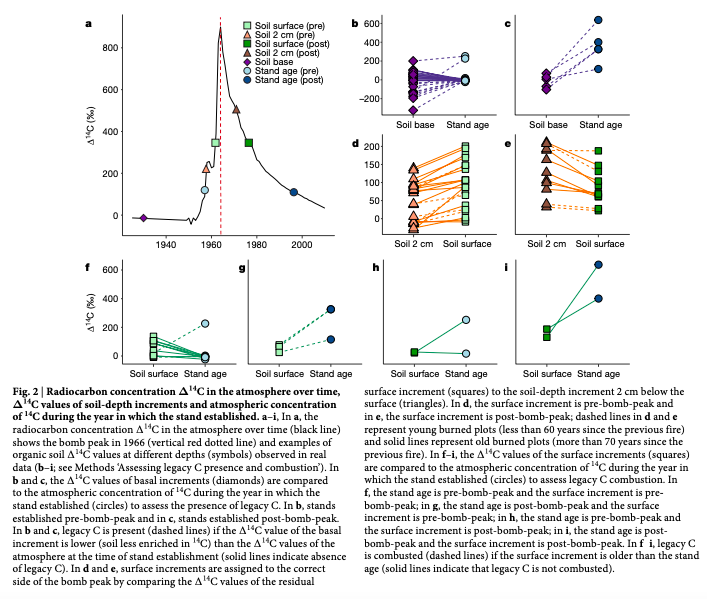 a
Δ14C (‰)
800
600
400
200
0
1940
1960
1980
2000
Soil surface (pre)
Soil 2 cm (pre)
Soil surface (post)
Soil 2 cm (post)
Soil base
Stand age (pre)
Stand age (post)
b
600
400
200
0
–200
Soil base
Stand age
c
Soil base
Stand age
d
200
150
100
50
0
Soil 2 cm
Soil surface
e
Soil 2 cm
Soil surface
f
Δ14C (‰)
600
400
200
0
Soil surface
Stand age
g
Soil surface
Stand age
h
Soil surface
Stand age
i
Soil surface
Stand age
Fig. 2 | Radiocarbon concentration Δ14C in the atmosphere over time,
Δ14C values of soil-depth increments and atmospheric concentration
of 14C during the year in which the stand established. a–i, In a, the
radiocarbon concentration Δ14C in the atmosphere over time (black line)
shows the bomb peak in 1966 (vertical red dotted line) and examples of
organic soil Δ14C values at different depths (symbols) observed in real
data (b–i; see Methods ‘Assessing legacy C presence and combustion’). In
b and c, the Δ14C values of basal increments (diamonds) are compared
to the atmospheric concentration of 14C during the year in which the
stand established (circles) to assess the presence of legacy C. In b, stands
established pre-bomb-peak and in c, stands established post-bomb-peak.
In b and c, legacy C is present (dashed lines) if the Δ14C value of the basal
increment is lower (soil less enriched in 14C) than the Δ14C values of the
atmosphere at the time of stand establishment (solid lines indicate absence
of legacy C). In d and e, surface increments are assigned to the correct
side of the bomb peak by comparing the Δ14C values of the residual
surface increment (squares) to the soil-depth increment 2 cm below the
surface (triangles). In d, the surface increment is pre-bomb-peak and
in e, the surface increment is post-bomb-peak; dashed lines in d and e
represent young burned plots (less than 60 years since the previous fire)
and solid lines represent old burned plots (more than 70 years since the
previous fire). In f–i, the Δ14C values of the surface increments (squares)
are compared to the atmospheric concentration of 14C during the year in
which the stand established (circles) to assess legacy C combustion. In
f, the stand age is pre-bomb-peak and the surface increment is pre-
bomb-peak; in g, the stand age is post-bomb-peak and the surface
increment is pre-bomb-peak; in h, the stand age is pre-bomb-peak and
the surface increment is post-bomb-peak; in i, the stand age is post-
bomb-peak and the surface increment is post-bomb-peak. In f i, legacy C
is combusted (dashed lines) if the surface increment is older than the stand
age (solid lines indicate that legacy C is not combusted).